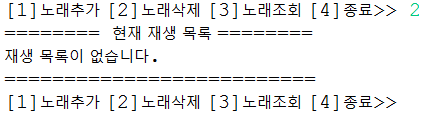 [1]노래추가 [2]노래삭제 [3]노래조회 [4]종료>> 2
======== 현재 재생 목록 ========
재생 목록이 없습니다.
==========================
[1]노래추가 [2]노래삭제 [3]노래조회 [4]종료>>